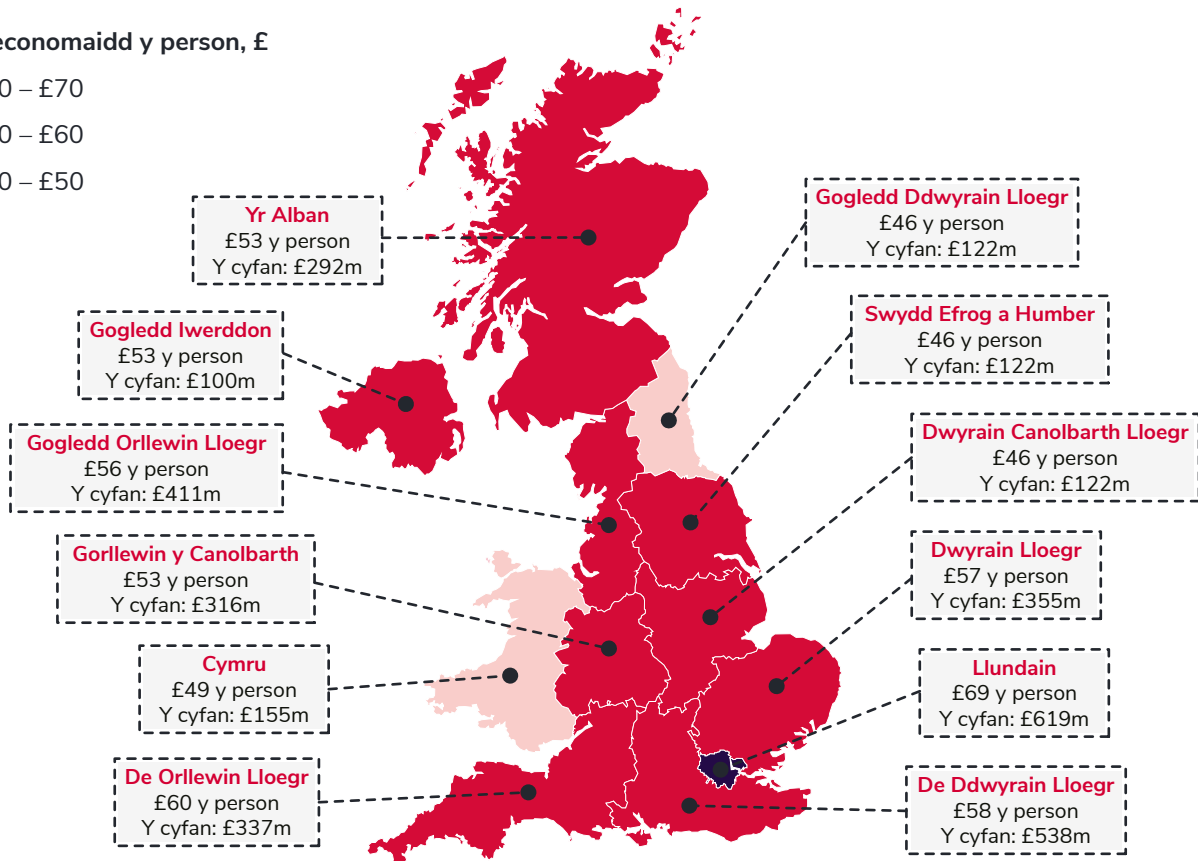 economaidd y person, £
0 – £70
0 – £60
0 – £50
Yr Alban
£53 y person
Y cyfan: £292m
Gogledd Ddwyrain Lloegr
£46 y person
Y cyfan: £122m
Gogledd Iwerddon
£53 y person
Y cyfan: £100m
Swydd Efrog a Humber
£46 y person
Y cyfan: £122m
Gogledd Orllewin Lloegr
£56 y person
Y cyfan: £411m
Dwyrain Canolbarth Lloegr
£46 y person
Y cyfan: £122m
Gorllewin y Canolbarth
£53 y person
Y cyfan: £316m
Dwyrain Lloegr
£57 y person
Y cyfan: £355m
Cymru
£49 y person
Y cyfan: £155m
Llundain
£69 y person
Y cyfan: £619m
De Orllewin Lloegr
£60 y person
Y cyfan: £337m
De Ddwyrain Lloegr
£58 y person
Y cyfan: £538m